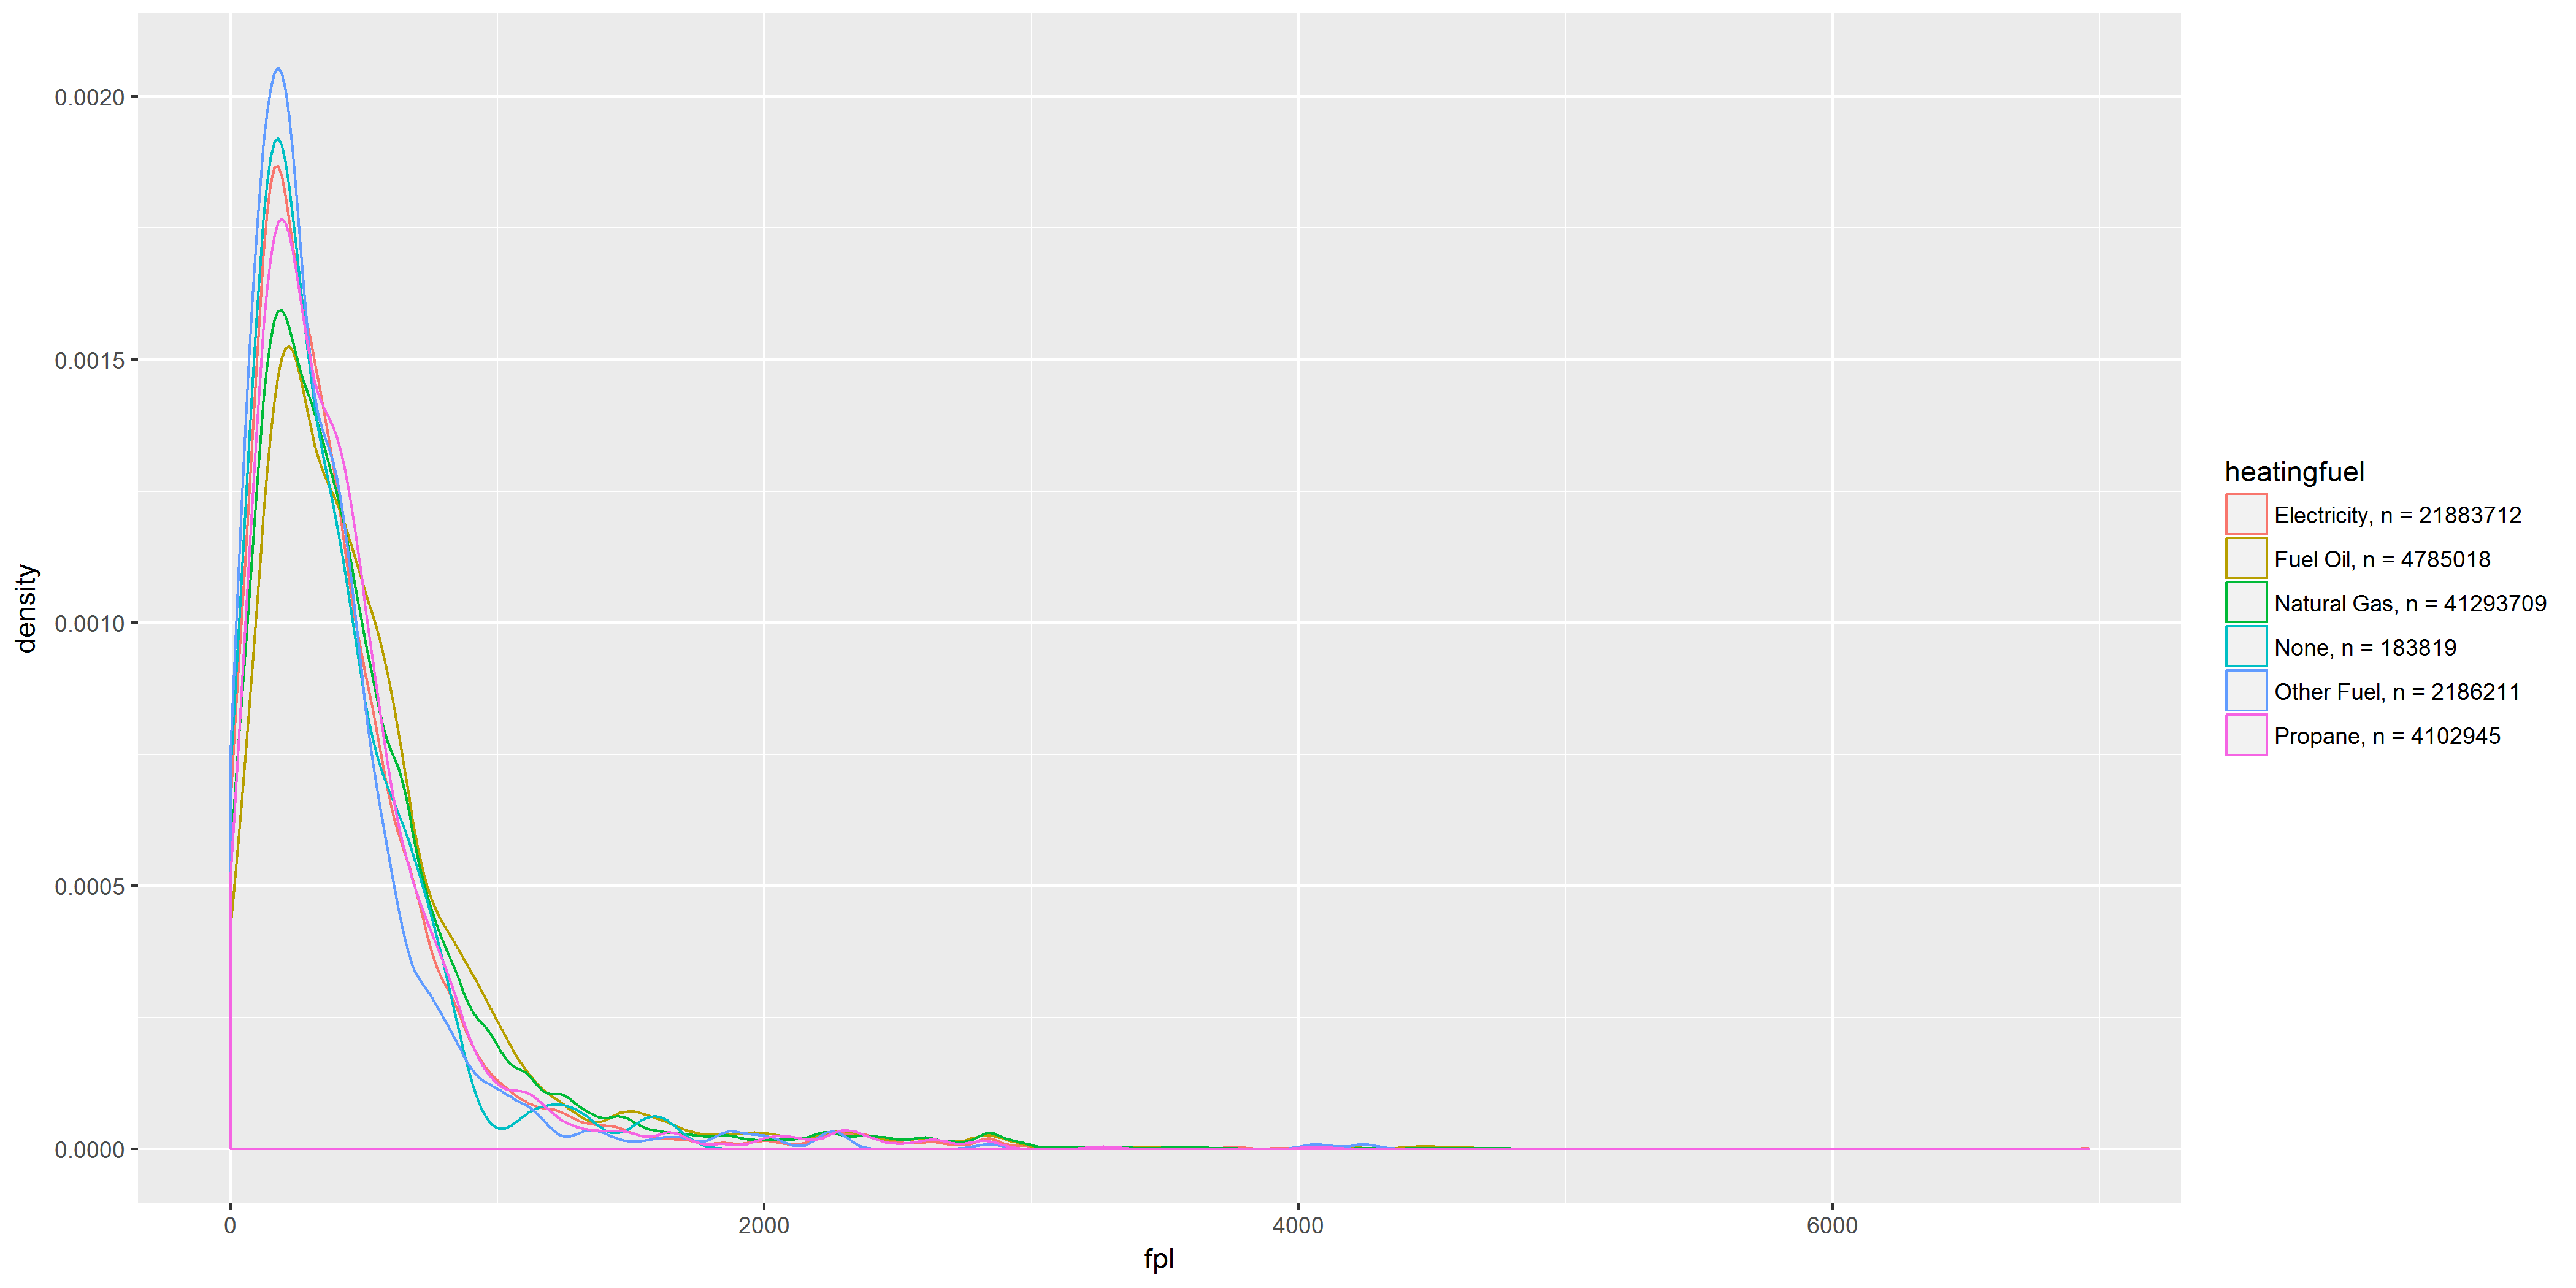 0.0020
0.0015
0.0010
0.0005
0.0000
density
0 2000 4000 6000
fpl
heatingfuel
Electricity, n = 21883712
Fuel Oil, n = 4785018
Natural Gas, n = 41293709
None, n = 183819
Other Fuel, n = 2186211
Propane, n = 4102945